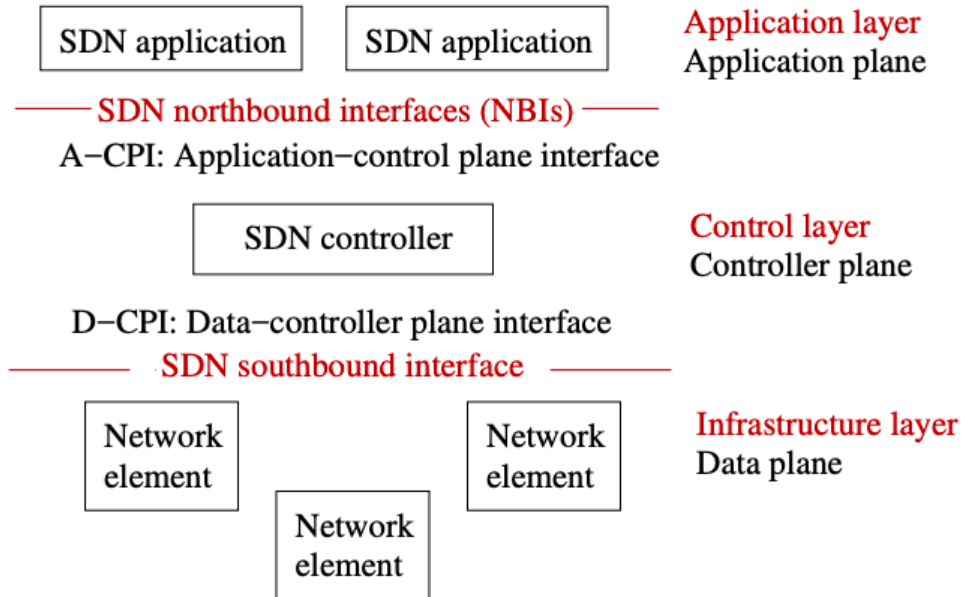 SDN application
SDN application
Application layer
Application plane
SDN northbound interfaces (NBIs)
A−CPI: Application−control plane interface
SDN controller
Control layer
Controller plane
D−CPI: Data−controller plane interface
SDN southbound interface
Network
element
Network
element
Infrastructure layer
Data plane
Network
element